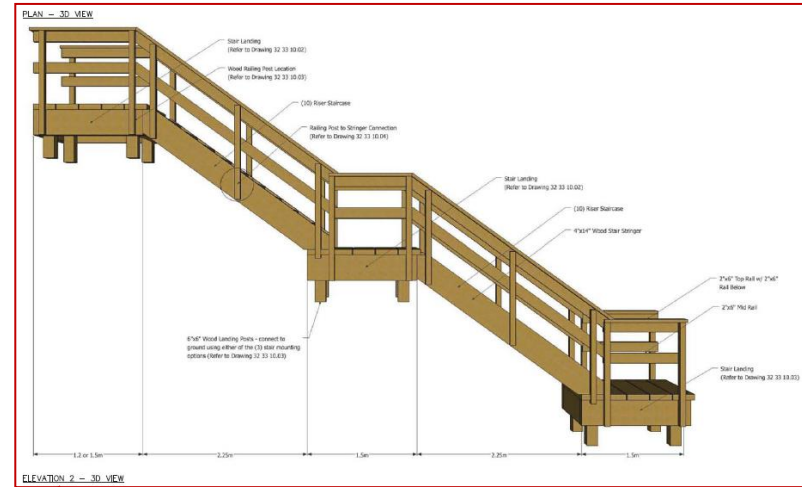 PLAN - 3D VIEW
Stair Landing
(Refer to Drawing 32 33 10.02)
Wood Railing Post Location
(Refer to Drawing 32 33 10.03)
(10) Riser Staircase
Railing Post to Stringer Connection
(Refer to Drawing 32 33 10.04)
Stair Landing
(Refer to Drawing 32 33 10.02)
(10) Riser Staircase
4"x14" Wood Stair Stringer
2"x6" Top Rail w/ 2"x6"
Rail Below
2"x6" Mid Rail
6"x6" Wood Landing Posts - connect to
ground using either of the (3) stair mounting
options (Refer to Drawing 32 33 10.03)
Stair Landing
(Refer to Drawing 32 33 10.03)
1.2 or 1.5m
2.25m
1.5m
2.25m
1.5m
ELEVATION 2 - 3D VIEW